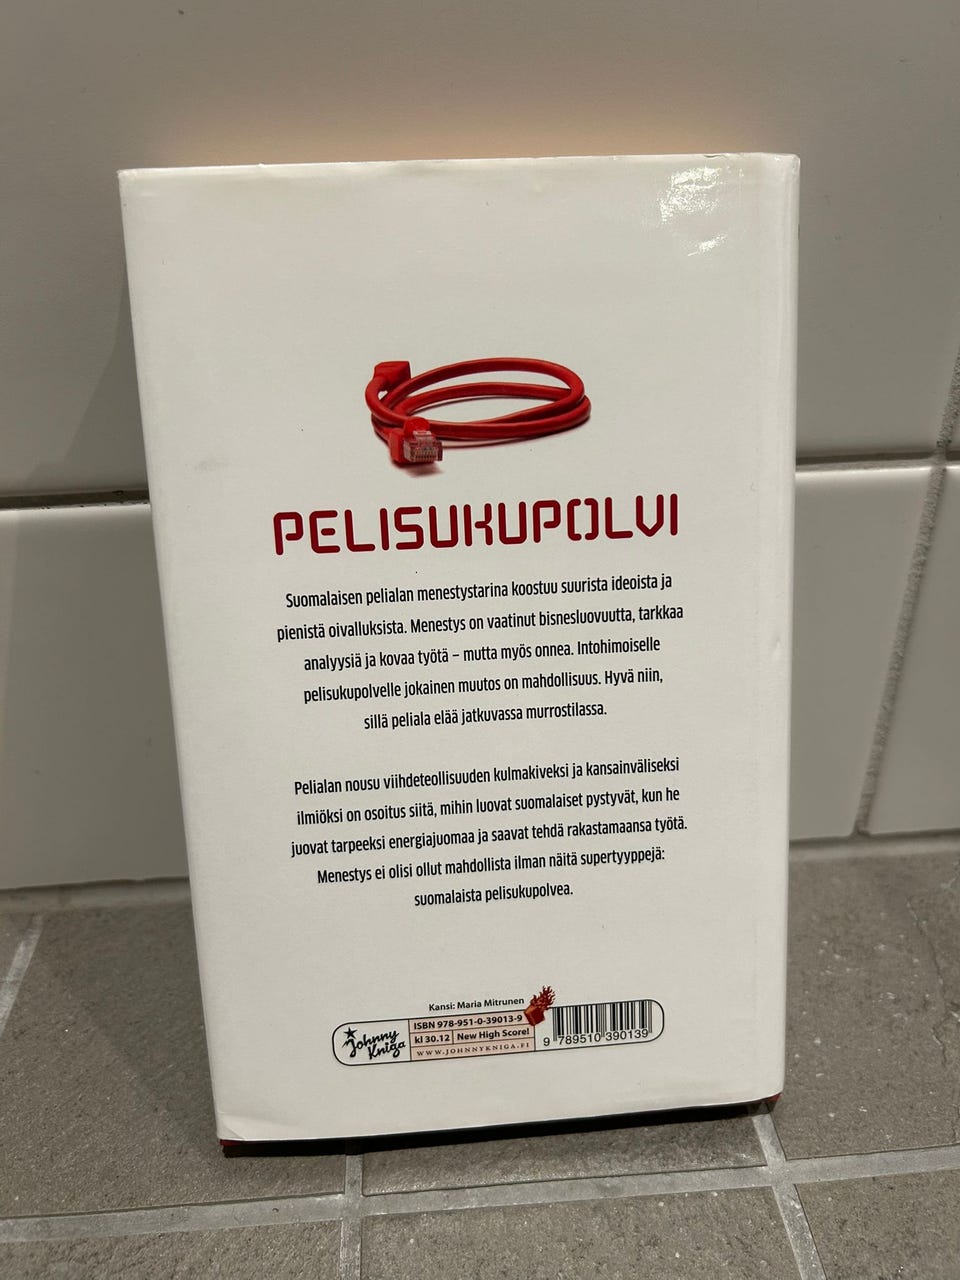 PELISUKUPOLVI
Suomalaisen pelialan menestystarina koostuu suurista ideoista ja
pienistä oivalluksista. Menestys on vaatinut bisnesluovuutta, tarkkaa
analyysiä ja kovaa työtä – mutta myös onnea. Intohimoiselle
pelisukupolvelle jokainen muutos on mahdollisuus. Hyvä niin,
sillä peliala elää jatkuvassa murrostilassa.
Pelialan nousu viihdeteollisuuden kulmakiveksi ja kansainväliseksi
ilmiöksi on osoitus siitä, mihin luovat suomalaiset pystyvät, kun he
juovat tarpeeksi energiajuomaa ja saavat tehdä rakastamaansa työtä.
Menestys ei olisi ollut mahdollista ilman näitä supertyyppejä:
suomalaista pelisukupolvea.
Kansi: Maria Mitrunen
Johnny
Kniga
ISBN 978-951-0-39013-9
kl 30.12 New High Score!
WWW.JOHNNYKNIGA.FI
9 789510 390139